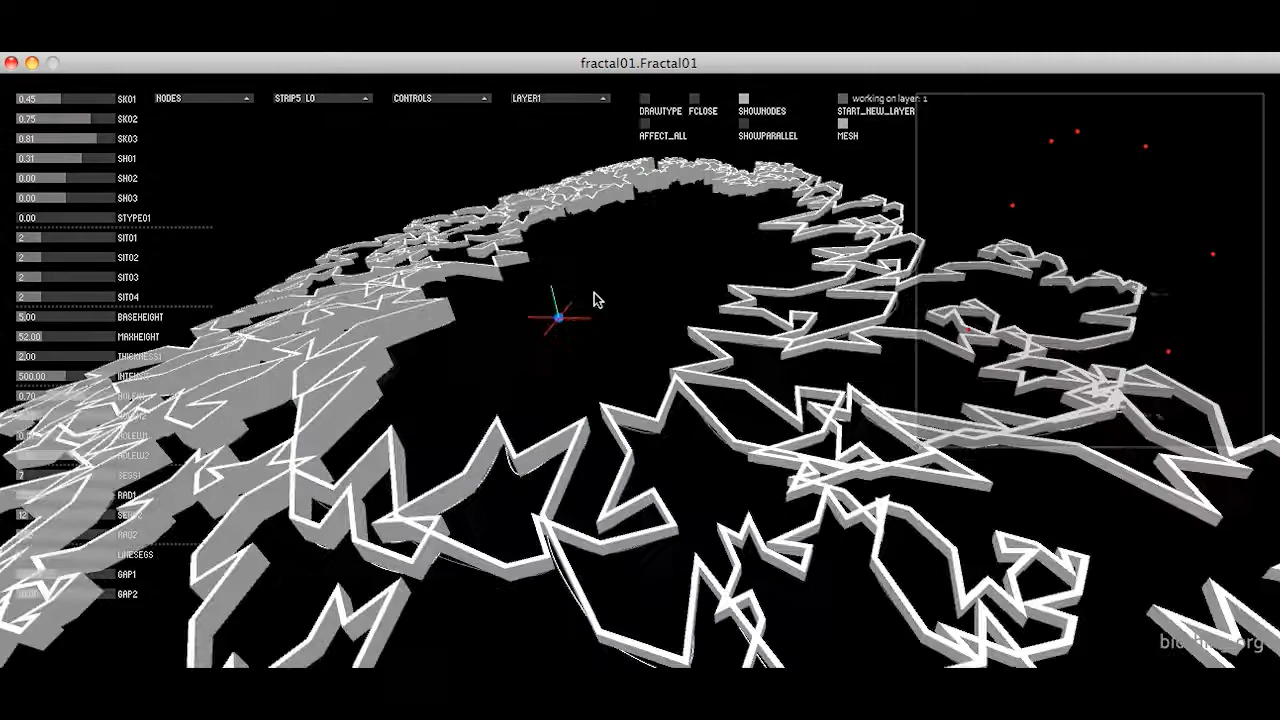 fractal01.Fractal01
0.45 SK01 NODES STRIP5 LO CONTROLS LAYER1 working on layer: 1
DRAWTYPE FCLOSE SHOWNODES START_NEW_LAYER
0.75 SK02
AFFECT_ALL SHOWPARALLEL MESH
0.81 SK03
0.31 SH01
0.00 SH02
0.00 SH03
0.00 STYPE01
2 SIT01
2 SIT02
2 SIT03
2 SIT04
5.00 BASEHEIGHT
52.00 MAXHEIGHT
2.00 THICKNESS1
500.00
0.70
7 SEGS1
RAD1
12
RAD2
LINESEGS
GAP1
GAP2